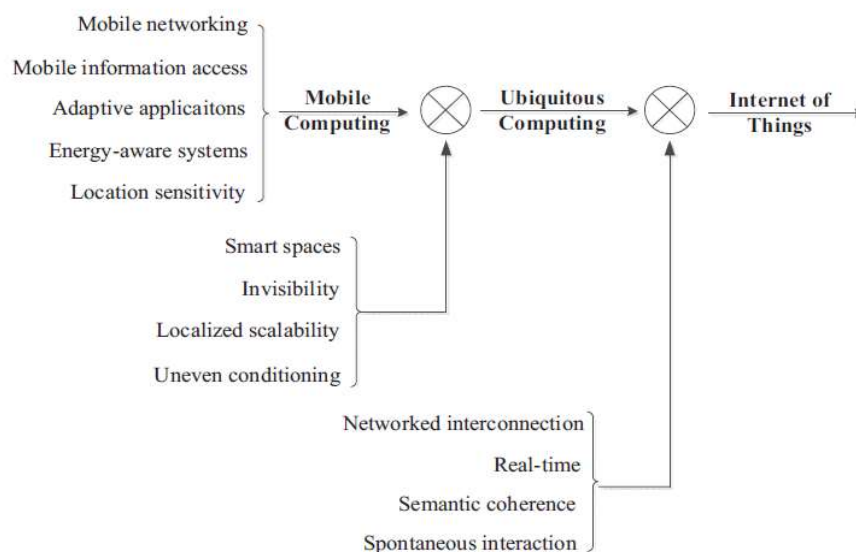 Mobile networking
Mobile information access
Adaptive applicaitons
Energy-aware systems
Location sensitivity
Mobile
Computing
Ubiquitous
Computing
Internet of
Things
Smart spaces
Invisibility
Localized scalability
Uneven conditioning
Networked interconnection
Real-time
Semantic coherence
Spontaneous interaction